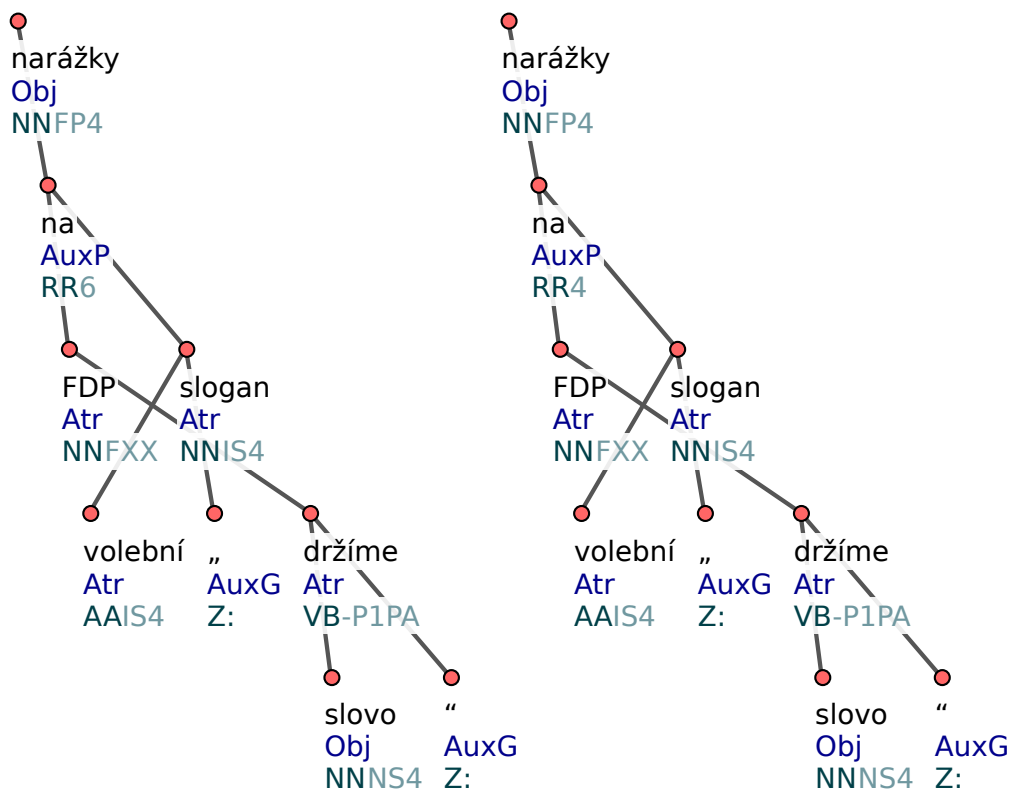 narážky
Obj
NNFP4
na
AuxP
RR6
FDP
Atr
NNFXX
slogan
Atr
NNIS4
volební
Atr
AAIS4
„
AuxG
Z:
držíme
Atr
VB-P1PA
slovo
Obj
NNNS4
“
AuxG
Z:
narážky
Obj
NNFP4
na
AuxP
RR4
FDP
Atr
NNFXX
slogan
Atr
NNIS4
volební
Atr
AAIS4
„
AuxG
Z:
držíme
Atr
VB-P1PA
slovo
Obj
NNNS4
“
AuxG
Z: